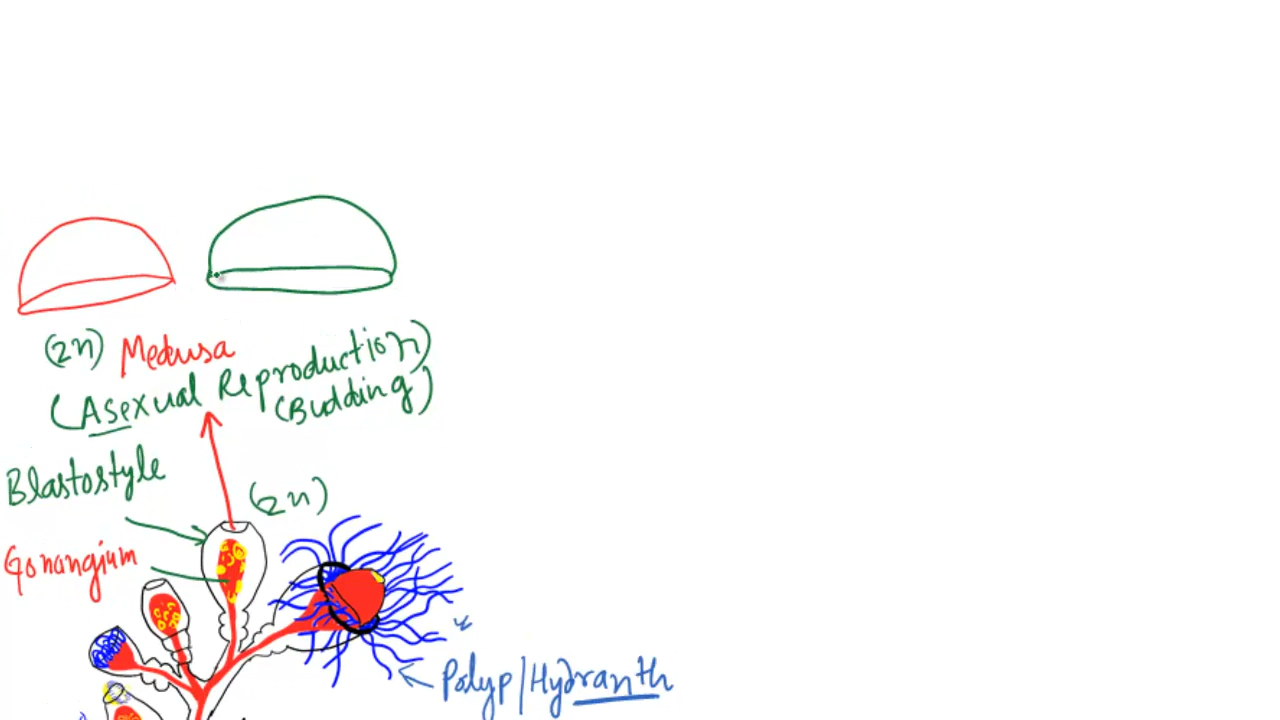 (2n) Medusa
(Asexual Reproduction)
(Budding)
Blastostyle
(2n)
Gonangium
Polyp/Hydranth